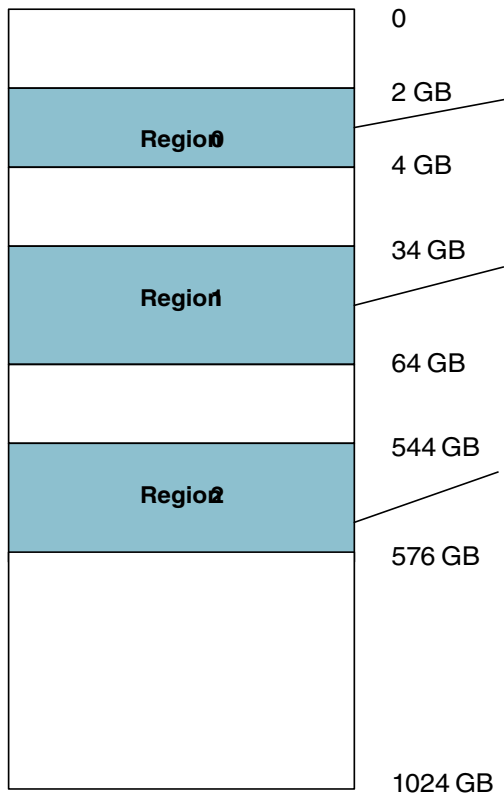 0
2 GB
Region 0
4 GB
34 GB
Region 1
64 GB
544 GB
Region 2
576 GB
1024 GB